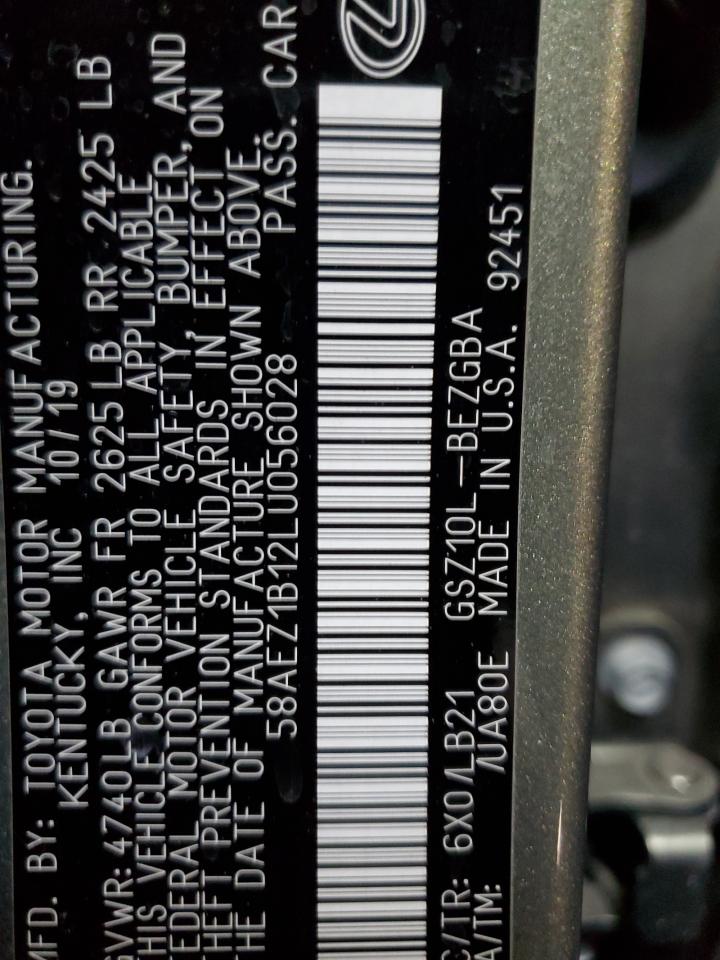 MFD. BY: TOYOTA MOTOR MANUFACTURING.
KENTUCKY, INC 10/19
GVWR: 4740LB GAWR FR 2625 LB RR 2425 LB
THIS VEHICLE CONFORMS TO ALL APPLICABLE
FEDERAL MOTOR VEHICLE SAFETY, BUMPER, AND
THEFT PREVENTION STANDARDS IN EFFECT ON
THE DATE OF MANUFACTURE SHOWN ABOVE.
58AEZ1B12LU056028 PASS. CAR
C/TR: 6X0/LB21 GSZ10L-BEZGBA
A/TM: /UA80E MADE IN U.S.A. 92451